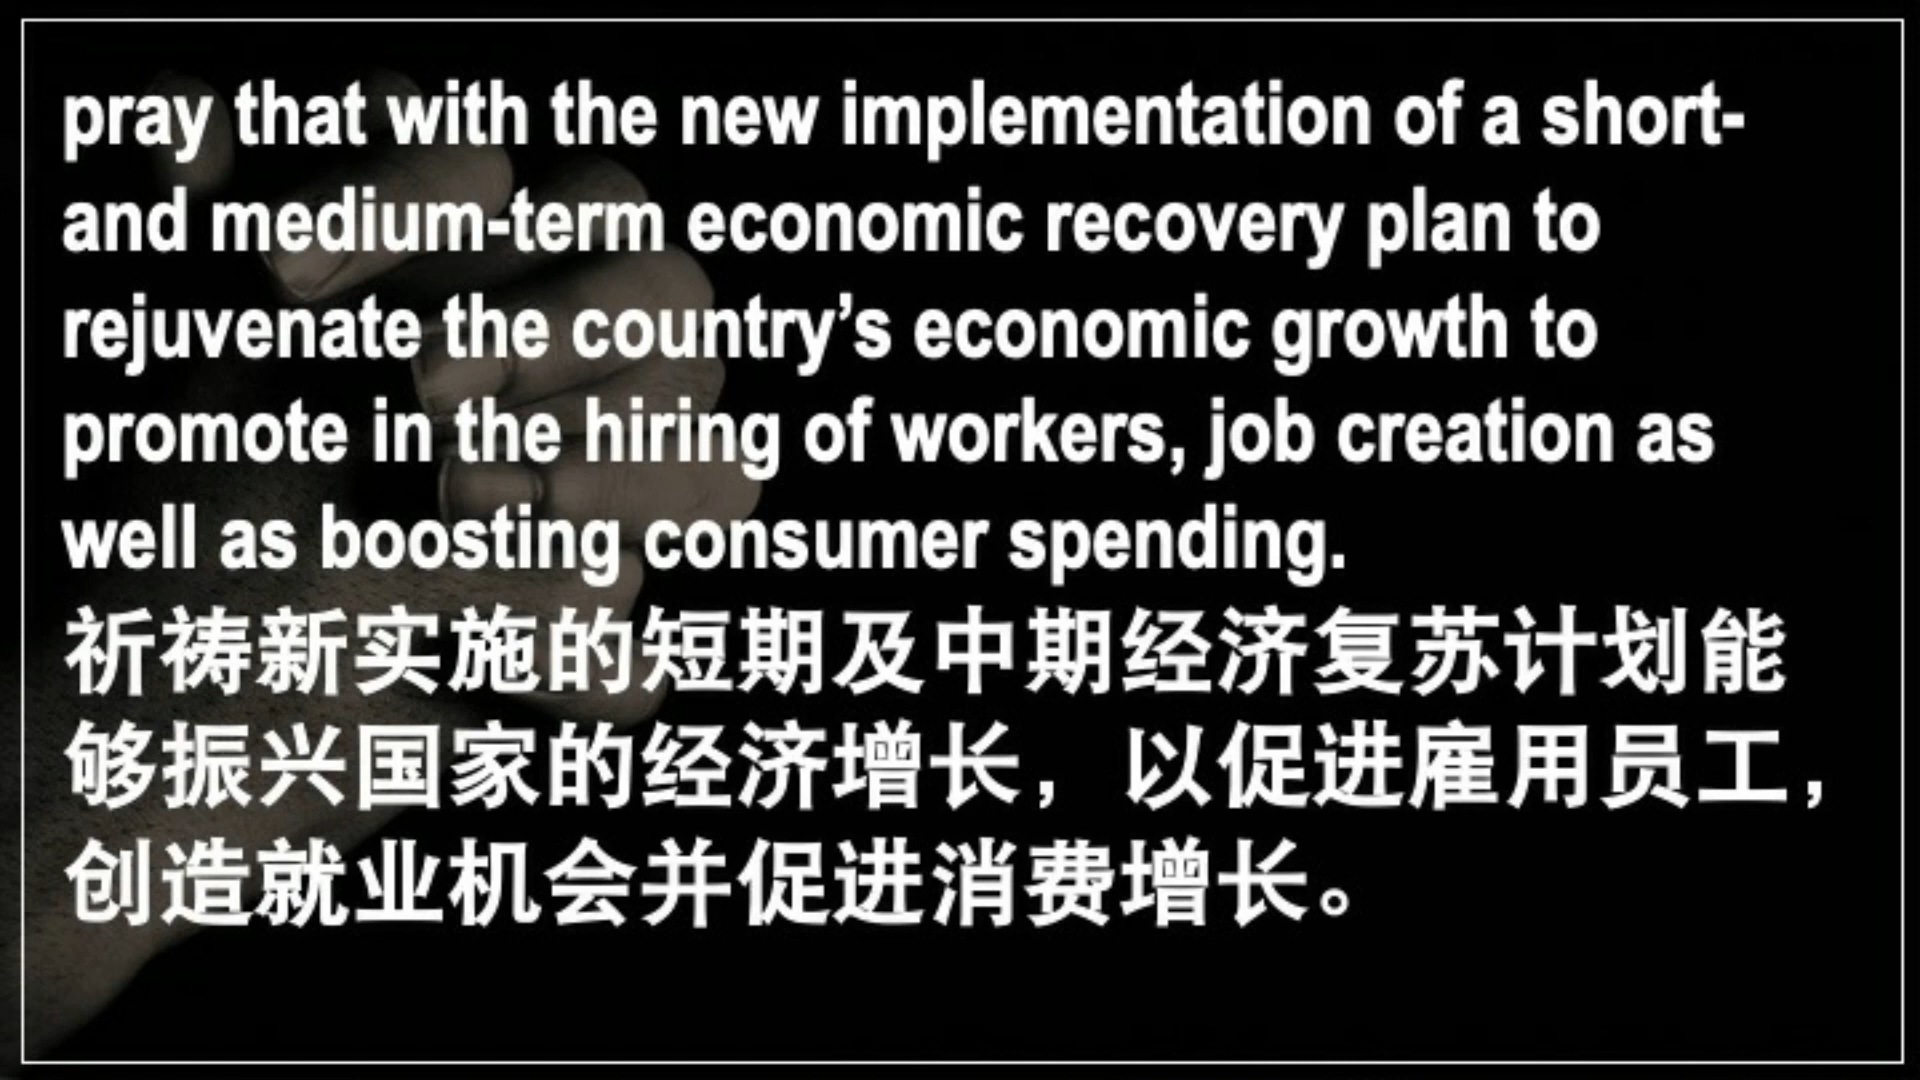 pray that with the new implementation of a short-
and medium-term economic recovery plan to
rejuvenate the country’s economic growth to
promote in the hiring of workers, job creation as
well as boosting consumer spending.
祈祷新实施的短期及中期经济复苏计划能
够振兴国家的经济增长，以促进雇用员工，
创造就业机会并促进消费增长。